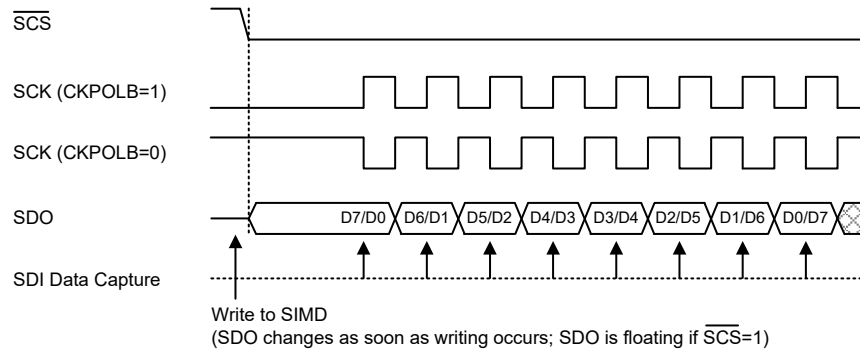 SCS
SCK (CKPOLB=1)
SCK (CKPOLB=0)
SDO
D7/D0 D6/D1 D5/D2 D4/D3 D3/D4 D2/D5 D1/D6 D0/D7
SDI Data Capture
Write to SIMD
(SDO changes as soon as writing occurs; SDO is floating if SCS=1)